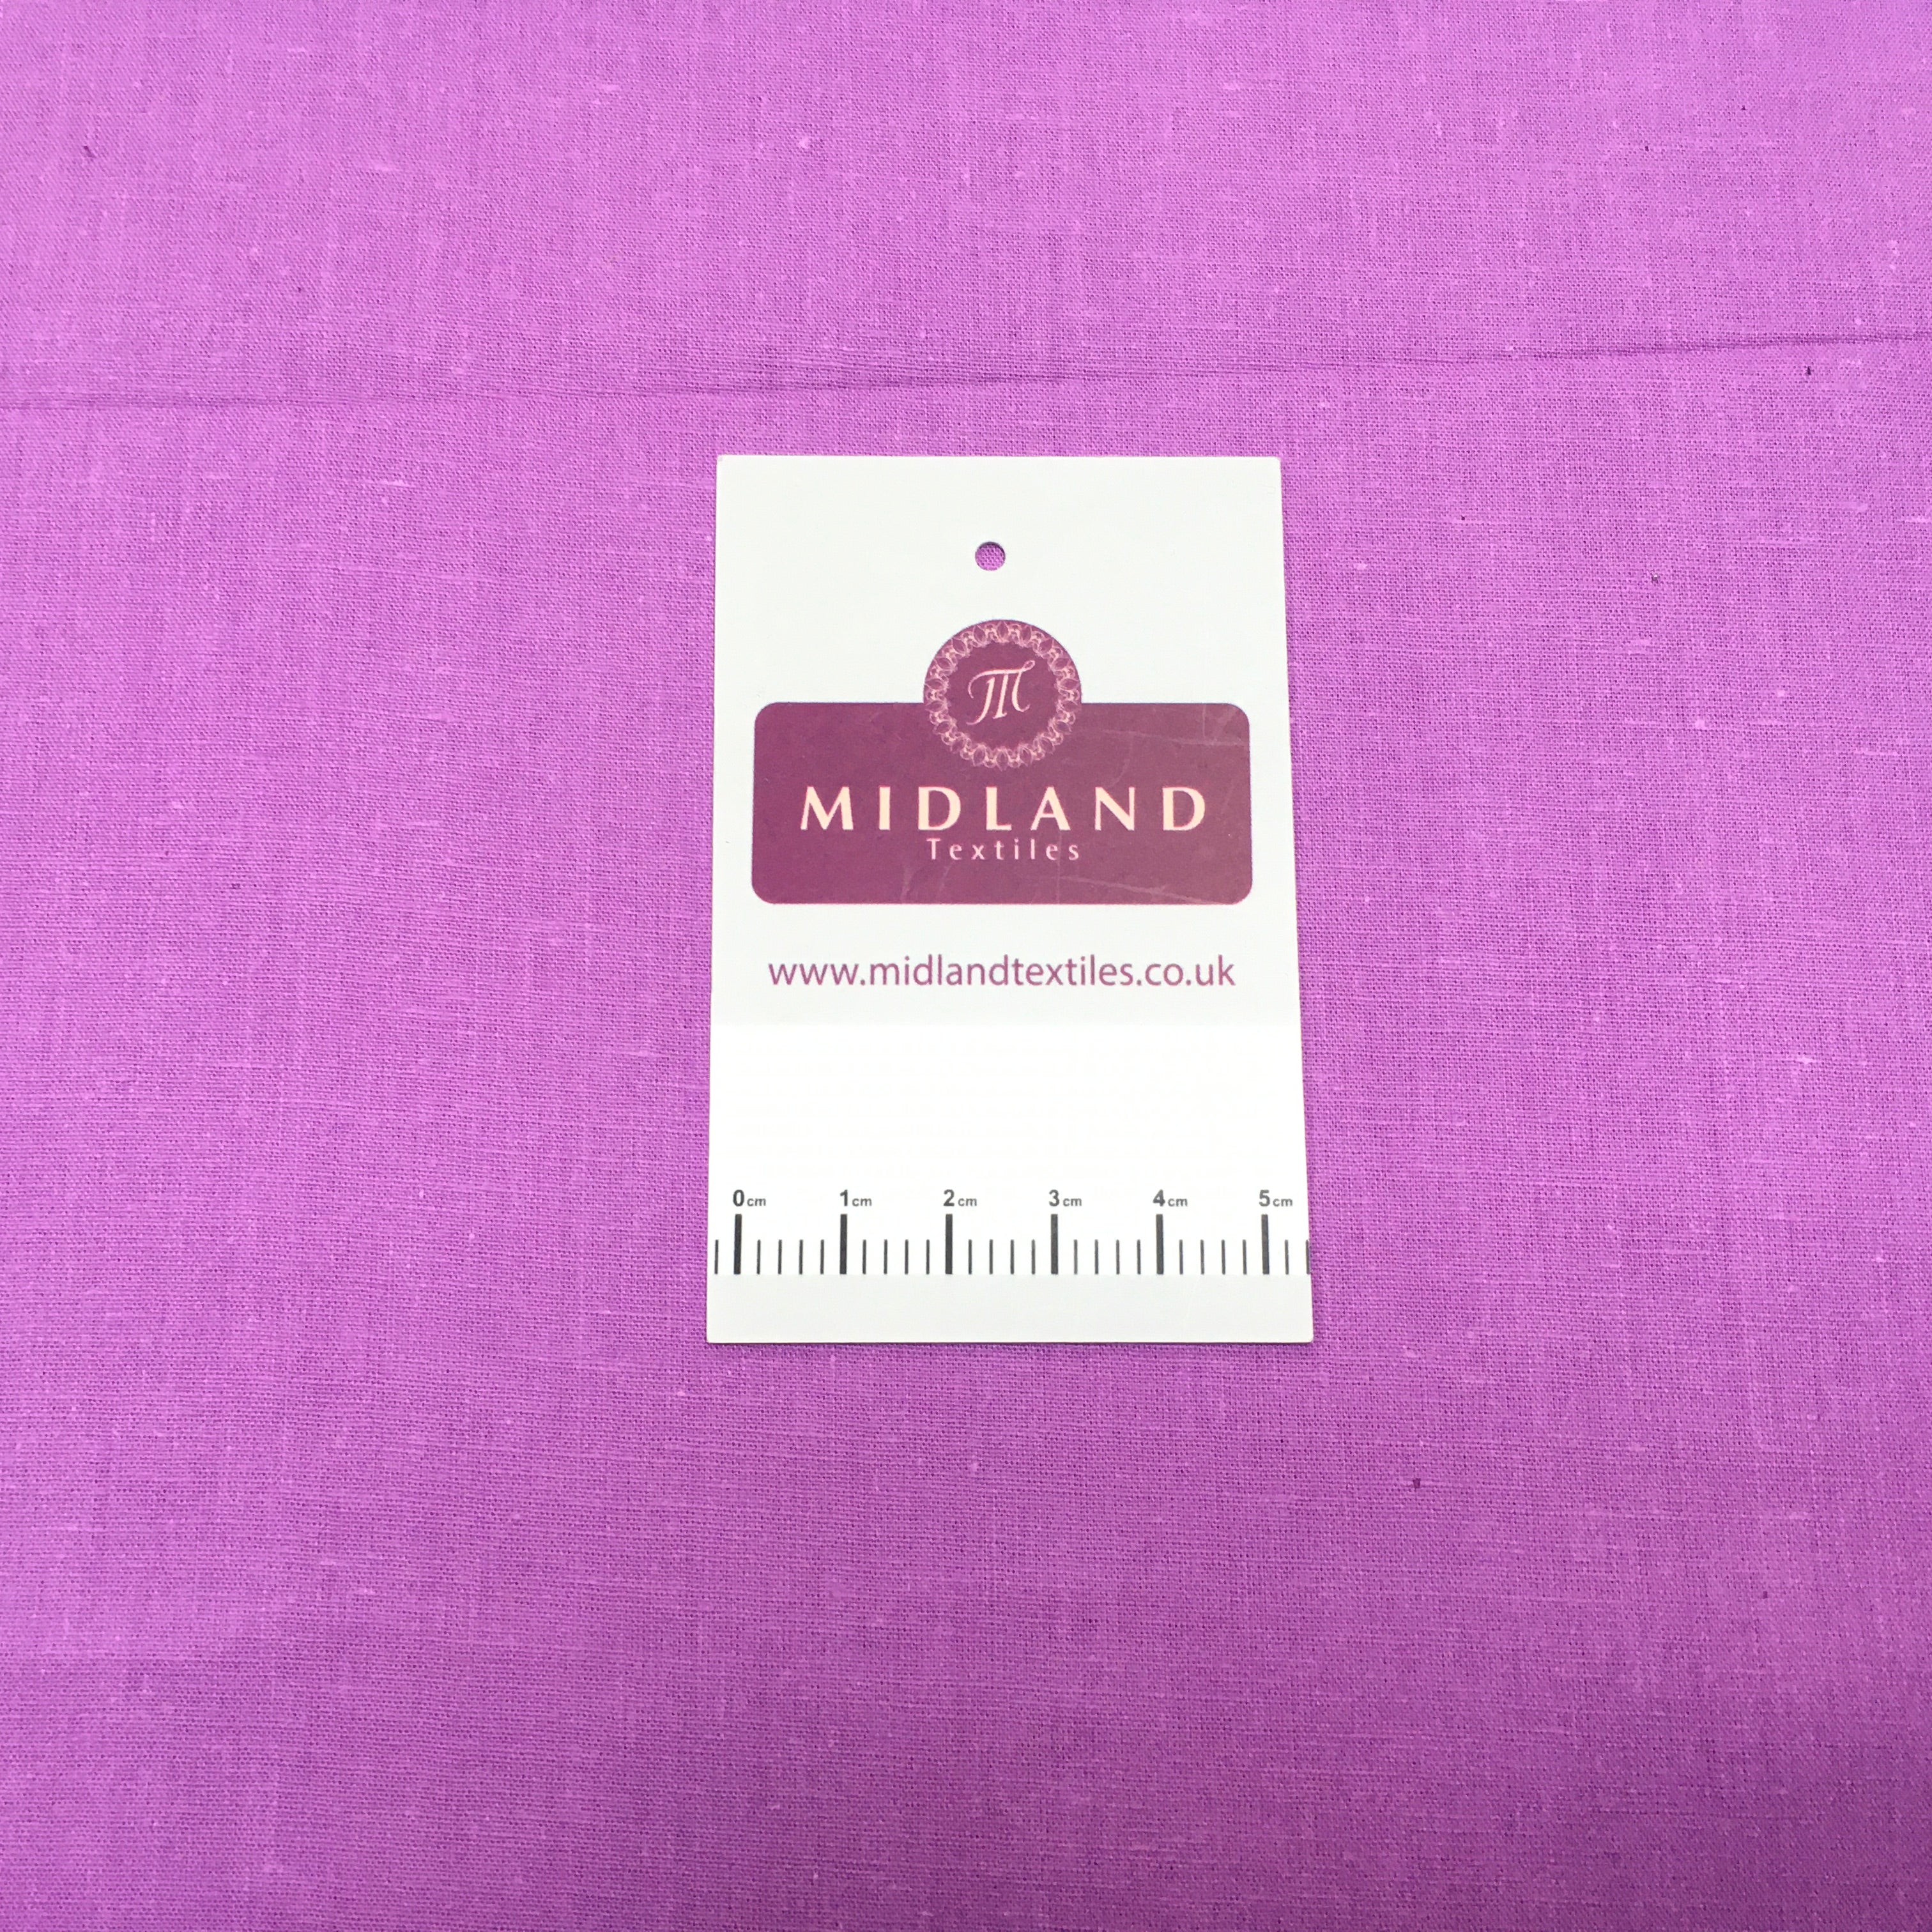 M
MIDLAND
Textiles
www.midlandtextiles.co.uk
0cm 1cm 2cm 3cm 4cm 5cm